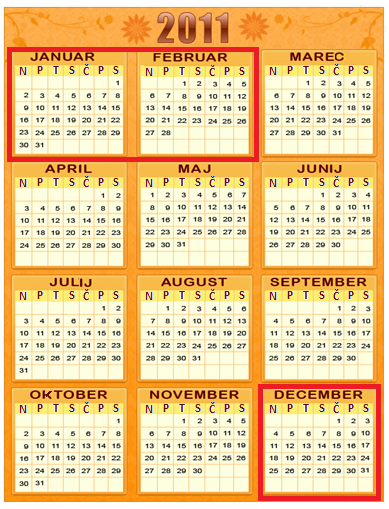 2011
JANUAR
N P T S Č P S
1
2 3 4 5 6 7 8
9 10 11 12 13 14 15
16 17 18 19 20 21 22
23 24 25 26 27 28 29
30 31
FEBRUAR
N P T S Č P S
1 2 3 4 5
6 7 8 9 10 11 12
13 14 15 16 17 18 19
20 21 22 23 24 25 26
27 28
MAREC
N P T S Č P S
1 2 3 4 5
6 7 8 9 10 11 12
13 14 15 16 17 18 19
20 21 22 23 24 25 26
27 28 29 30 31
APRIL
N P T S Č P S
1 2
3 4 5 6 7 8 9
10 11 12 13 14 15 16
17 18 19 20 21 22 23
24 25 26 27 28 29 30
MAJ
N P T S Č P S
1 2 3 4 5 6 7
8 9 10 11 12 13 14
15 16 17 18 19 20 21
22 23 24 25 26 27 28
29 30 31
JUNIJ
N P T S Č P S
1 2 3 4
5 6 7 8 9 10 11
12 13 14 15 16 17 18
19 20 21 22 23 24 25
26 27 28 29 30
JULIJ
N P T S Č P S
1 2
3 4 5 6 7 8 9
10 11 12 13 14 15 16
17 18 19 20 21 22 23
24 25 26 27 28 29 30
31
AUGUST
N P T S Č P S
1 2 3 4 5 6
7 8 9 10 11 12 13
14 15 16 17 18 19 20
21 22 23 24 25 26 27
28 29 30 31
SEPTEMBER
N P T S Č P S
1 2 3
4 5 6 7 8 9 10
11 12 13 14 15 16 17
18 19 20 21 22 23 24
25 26 27 28 29 30
OKTOBER
N P T S Č P S
1
2 3 4 5 6 7 8
9 10 11 12 13 14 15
16 17 18 19 20 21 22
23 24 25 26 27 28 29
30 31
NOVEMBER
N P T S Č P S
1 2 3 4 5
6 7 8 9 10 11 12
13 14 15 16 17 18 19
20 21 22 23 24 25 26
27 28 29 30
DECEMBER
N P T S Č P S
1 2 3
4 5 6 7 8 9 10
11 12 13 14 15 16 17
18 19 20 21 22 23 24
25 26 27 28 29 30 31